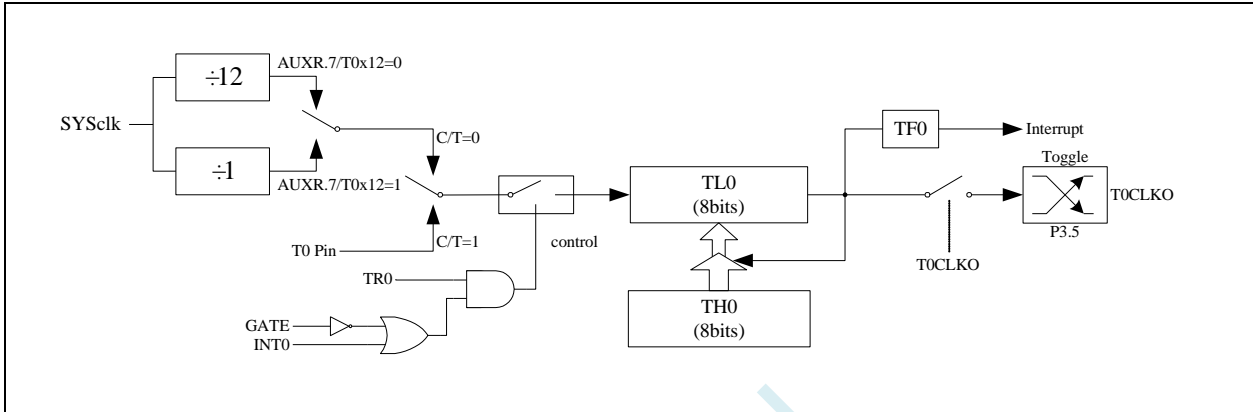 ÷12
AUXR.7/T0x12=0
SYSclk
C/T=0
÷1
AUXR.7/T0x12=1
T0 Pin
C/T=1
control
TR0
GATE
INT0
TL0
(8bits)
TH0
(8bits)
TF0
Interrupt
Toggle
T0CLKO
P3.5
T0CLKO